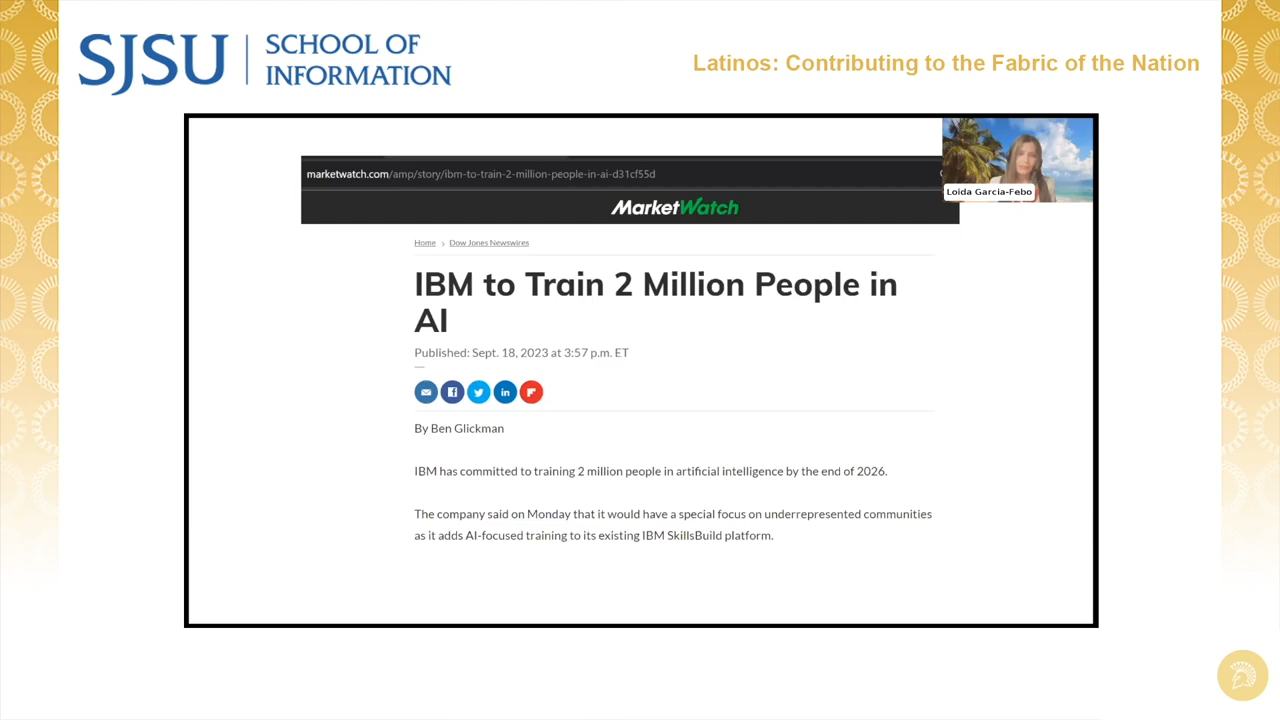 SJSU
SCHOOL OF
INFORMATION
Latinos: Contributing to the Fabric of the Nation
Loida Garcia-Febo
marketwatch.com/amp/story/ibm-to-train-2-million-people-in-ai-d31cf55d
MarketWatch
Home > Dow Jones Newswires
IBM to Train 2 Million People in
AI
Published: Sept. 18, 2023 at 3:57 p.m. ET
By Ben Glickman
IBM has committed to training 2 million people in artificial intelligence by the end of 2026.
The company said on Monday that it would have a special focus on underrepresented communities
as it adds AI-focused training to its existing IBM SkillsBuild platform.